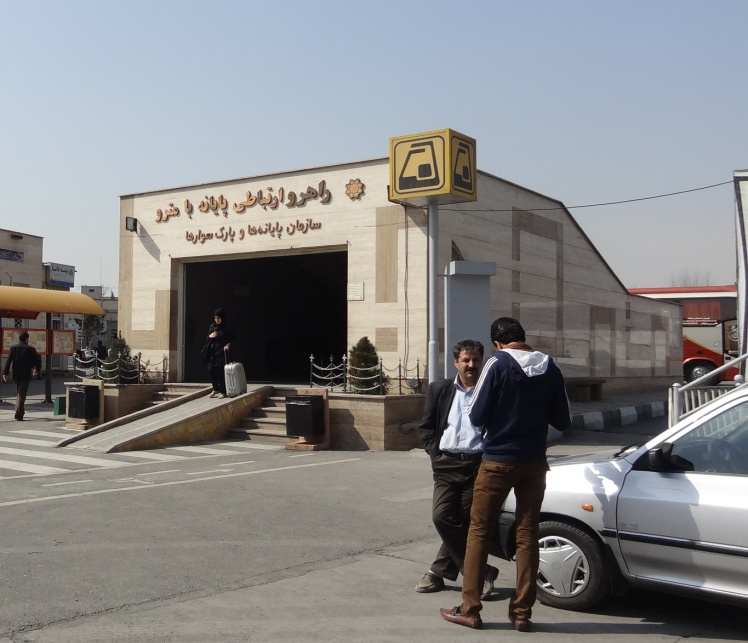 راهرو ارتباطی پایانه با مترو
سازمان پایانه‌ها و پارک سوارها